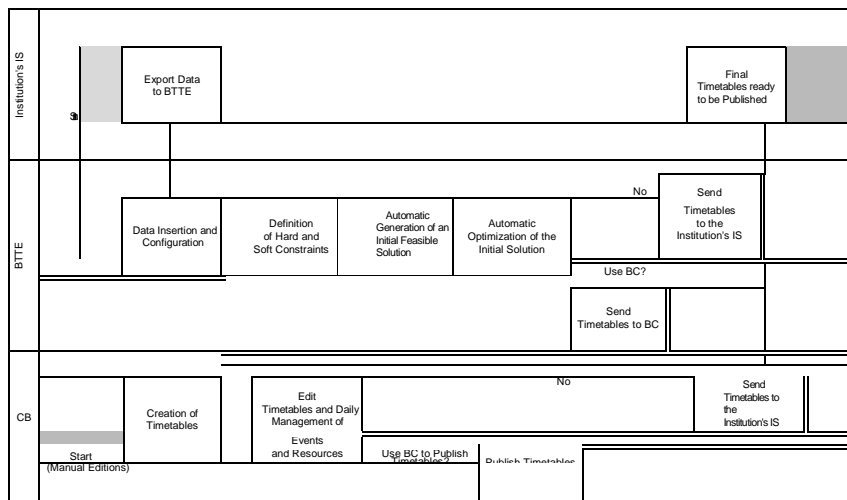 Institution's IS
Export Data
to BTTE
Final
Timetables ready
to be Published
BTTE
Data Insertion and
Configuration
Definition
of Hard and
Soft Constraints
Automatic
Generation of an
Initial Feasible
Solution
Automatic
Optimization of the
Initial Solution
No
Send
Timetables
to the
Institution's IS
Use BC?
Send
Timetables to BC
CB
Start
(Manual Editions)
Creation of
Timetables
Edit
Timetables and Daily
Management of
Events
and Resources
No
Use BC to Publish
Timetables?
Publish Timetables
Send
Timetables to
the
Institution's IS